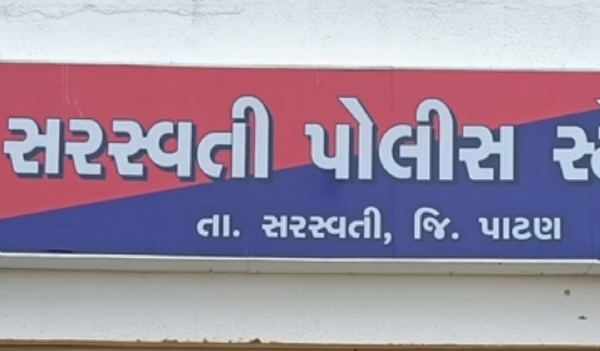 સરસ્વતી પોલીસ
તા. સરસ્વતી, જિ. પાટણ